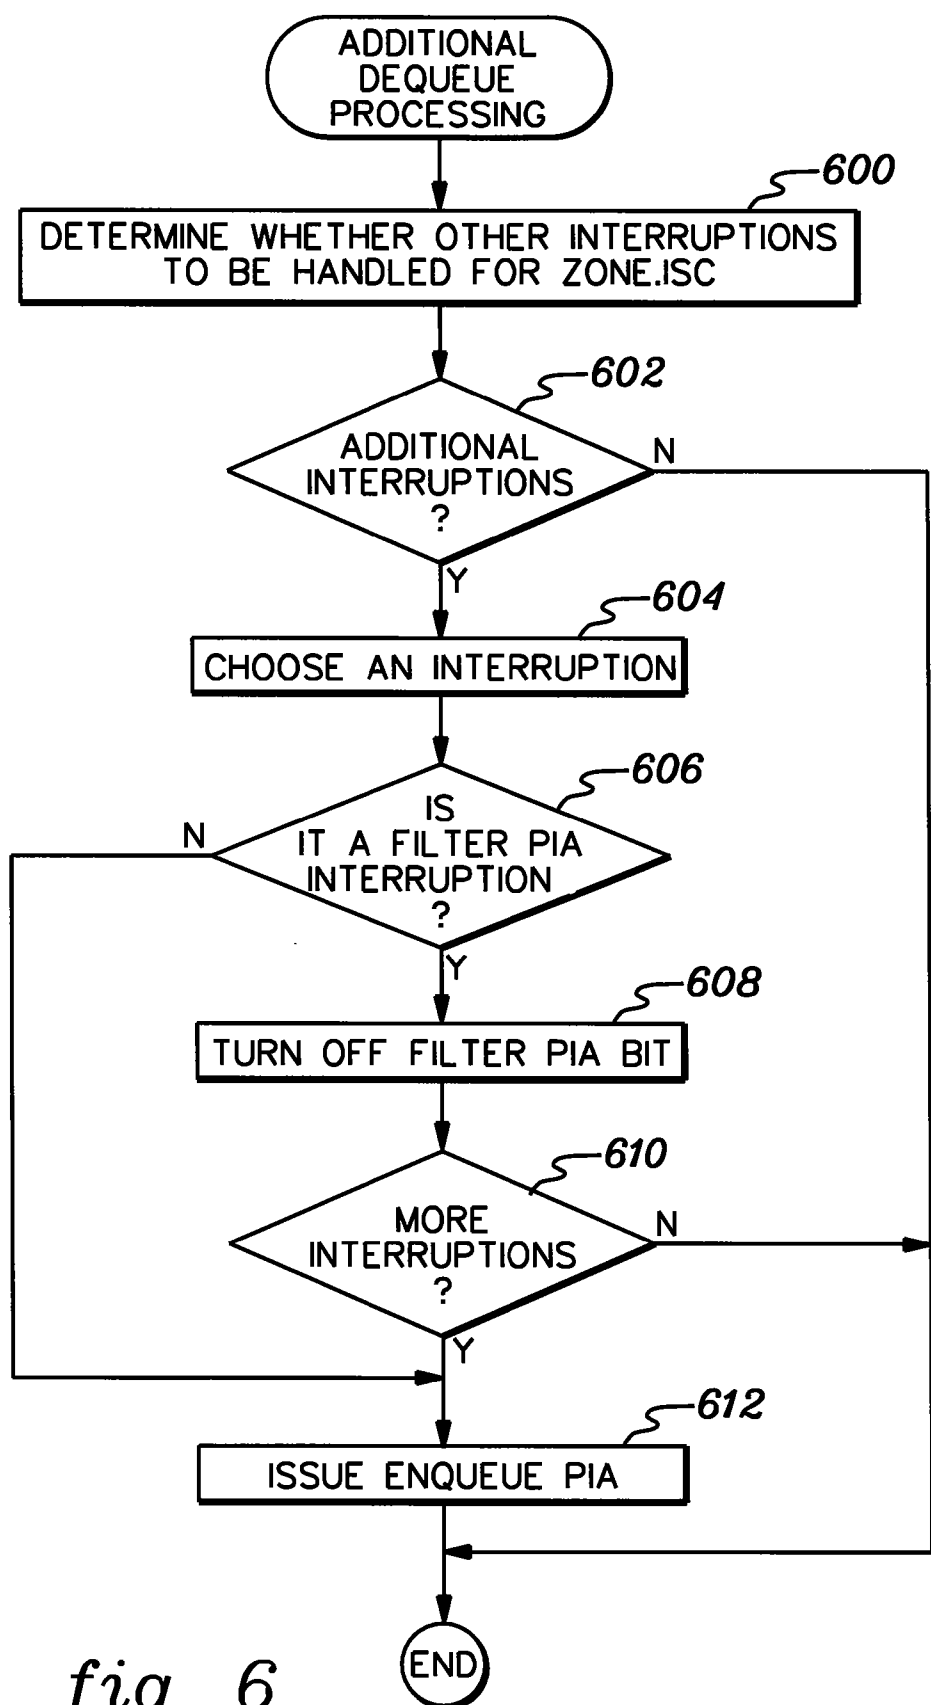 ADDITIONAL
DEQUEUE
PROCESSING
600
DETERMINE WHETHER OTHER INTERRUPTIONS
TO BE HANDLED FOR ZONE.ISC
602
ADDITIONAL
INTERRUPTIONS
?
N
Y
604
CHOOSE AN INTERRUPTION
606
IS
IT A FILTER PIA
INTERRUPTION
?
N
Y
608
TURN OFF FILTER PIA BIT
610
MORE
INTERRUPTIONS
?
N
Y
612
ISSUE ENQUEUE PIA
END
fig 6